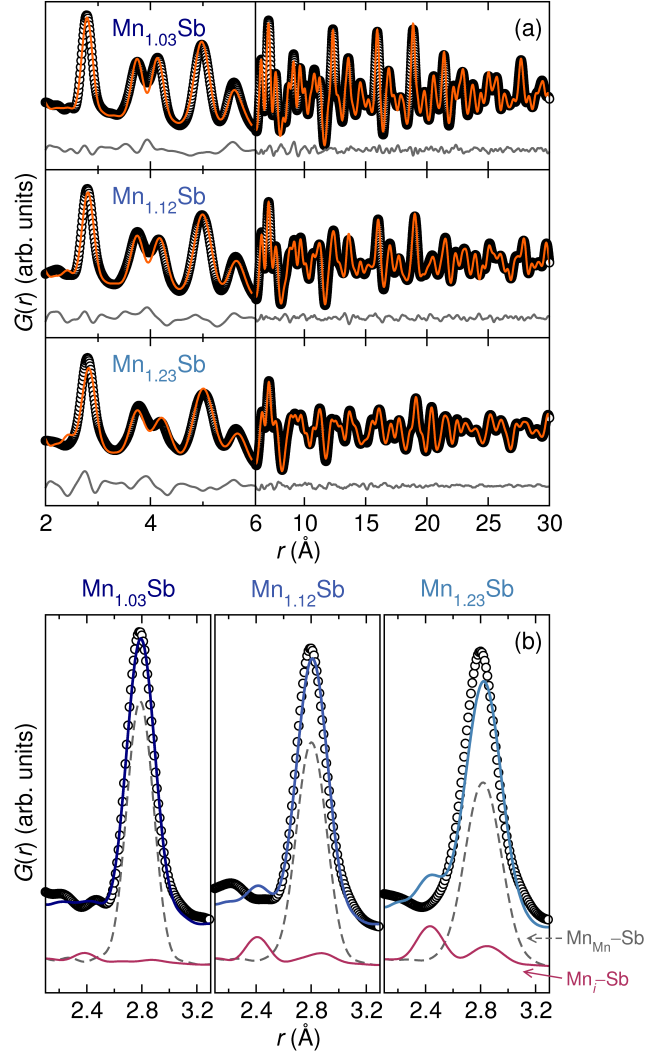 Mn1.03Sb
(a)
Mn1.12Sb
Mn1.23Sb
G(r) (arb. units)
2 4 6 10 15 20 25 30
r (Å)
Mn1.03Sb Mn1.12Sb Mn1.23Sb
(b)
G(r) (arb. units)
MnMn–Sb
Mni–Sb
2.4 2.8 3.2 2.4 2.8 3.2 2.4 2.8 3.2
r (Å)